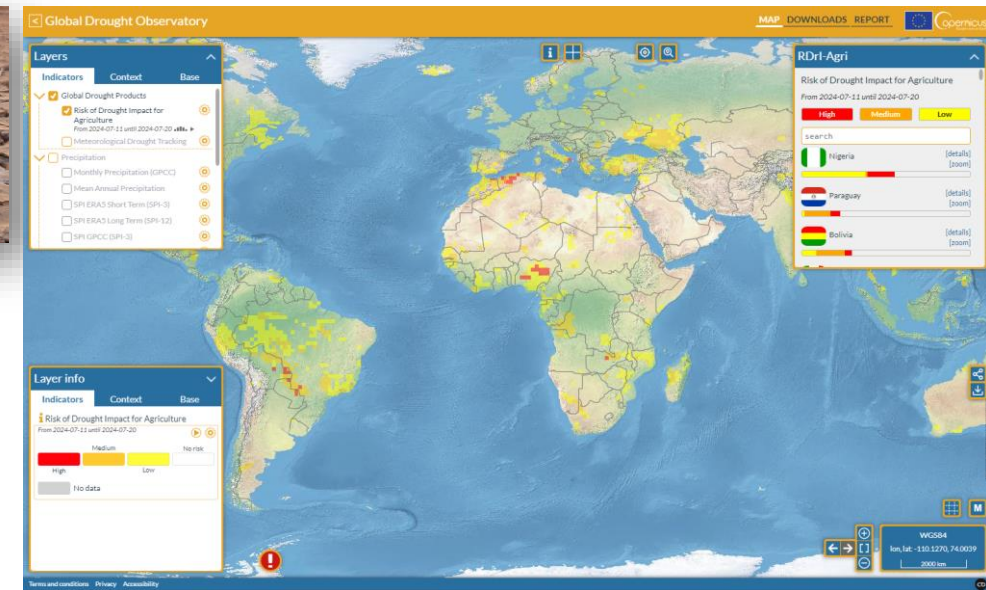 < Global Drought Observatory
MAP DOWNLOADS REPORT
Copernicus
Layers
Indicators Context Base
Global Drought Products
Risk of Drought Impact for
Agriculture
From 2024-07-11 until 2024-07-20
Meteorological Drought Tracking
Precipitation
Monthly Precipitation (GPCC)
Mean Annual Precipitation
SPI ERA5 Short Term (SPI-3)
SPI ERA5 Long Term (SPI-12)
SPI GPCC (SPI-3)
i
RDrI-Agri
Risk of Drought Impact for Agriculture
From 2024-07-11 until 2024-07-20
High Medium Low
search
Nigeria [details]
[zoom]
Paraguay [details]
[zoom]
Bolivia [details]
[zoom]
Layer info
Indicators Context Base
Risk of Drought Impact for Agriculture
From 2024-07-11 until 2024-07-20
Medium No risk
High Low
No data
M
WGS84
lon, lat: -110.1270, 74.0039
2000 km
Terms and conditions Privacy Accessibility